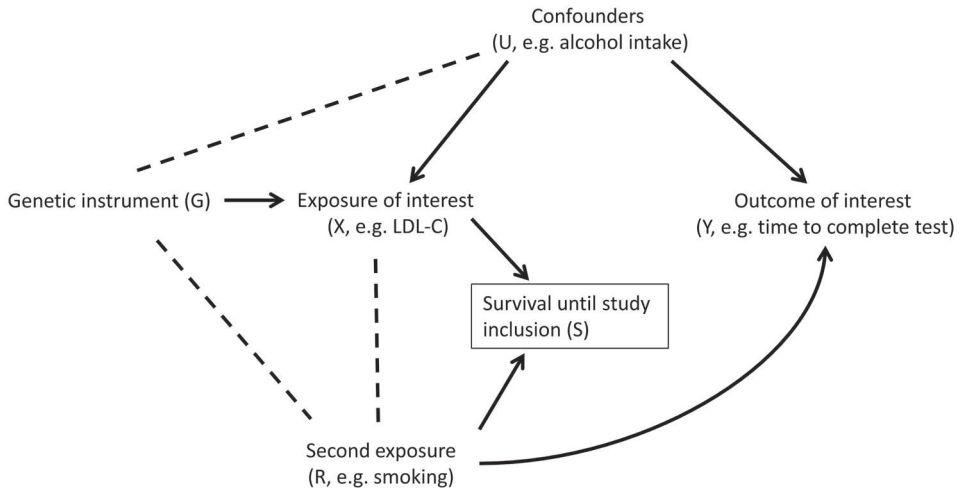 Confounders
(U, e.g. alcohol intake)
Genetic instrument (G)
Exposure of interest
(X, e.g. LDL-C)
Outcome of interest
(Y, e.g. time to complete test)
Survival until study
inclusion (S)
Second exposure
(R, e.g. smoking)